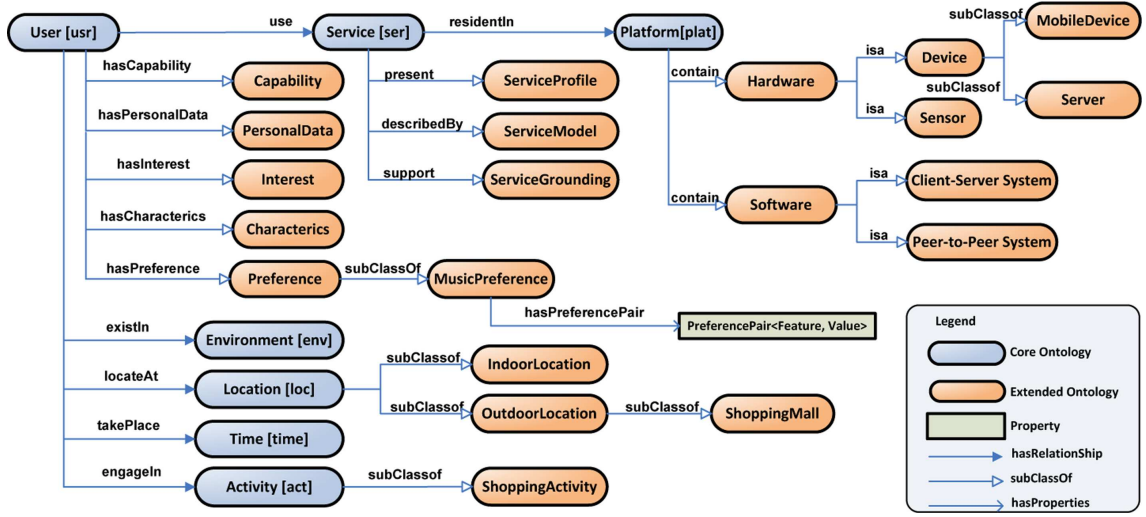 User [usr]
use
Service [ser]
residentIn
Platform[plat]
subClassof
MobileDevice
hasCapability
Capability
present
ServiceProfile
contain
Hardware
isa
Device
subClassof
Server
hasPersonalData
PersonalData
describedBy
ServiceModel
isa
Sensor
hasInterest
Interest
support
ServiceGrounding
contain
Software
isa
Client-Server System
hasCharacterics
Characterics
isa
Peer-to-Peer System
hasPreference
Preference
subClassOf
MusicPreference
hasPreferencePair
PreferencePair<Feature, Value>
existIn
Environment [env]
locateAt
Location [loc]
subClassof
IndoorLocation
subClassof
OutdoorLocation
subClassof
ShoppingMall
takePlace
Time [time]
engageIn
Activity [act]
subClassof
ShoppingActivity
Legend
Core Ontology
Extended Ontology
Property
hasRelationShip
subClassOf
hasProperties